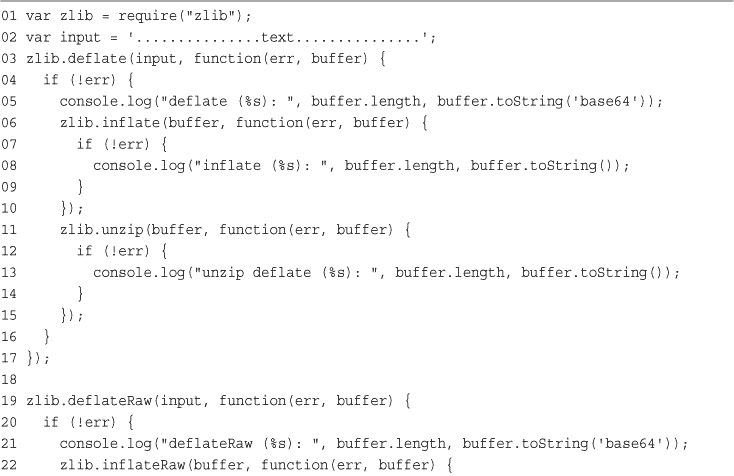 01 var zlib = require("zlib");
02 var input = '...............text...............';
03 zlib.deflate(input, function(err, buffer) {
04   if (!err) {
05     console.log("deflate (%s): ", buffer.length, buffer.toString('base64'));
06     zlib.inflate(buffer, function(err, buffer) {
07       if (!err) {
08         console.log("inflate (%s): ", buffer.length, buffer.toString());
09       }
10     });
11     zlib.unzip(buffer, function(err, buffer) {
12       if (!err) {
13         console.log("unzip deflate (%s): ", buffer.length, buffer.toString());
14       }
15     });
16   }
17 });
18
19 zlib.deflateRaw(input, function(err, buffer) {
20   if (!err) {
21     console.log("deflateRaw (%s): ", buffer.length, buffer.toString('base64'));
22     zlib.inflateRaw(buffer, function(err, buffer) {